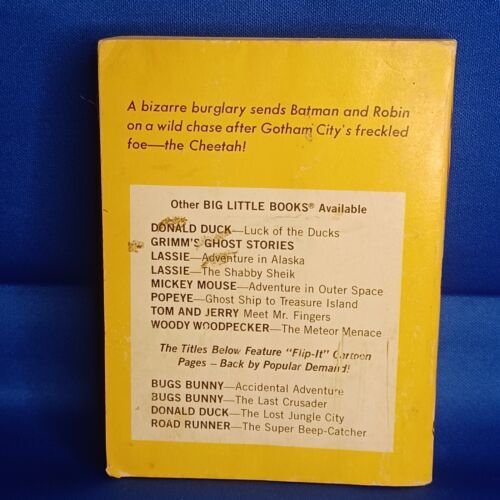 A bizarre burglary sends Batman and Robin
on a wild chase after Gotham City's freckled
foe—the Cheetah!
Other BIG LITTLE BOOKS® Available
DONALD DUCK—Luck of the Ducks
GRIMM'S GHOST STORIES
LASSIE—Adventure in Alaska
LASSIE—The Shabby Sheik
MICKEY MOUSE—Adventure in Outer Space
POPEYE—Ghost Ship to Treasure Island
TOM AND JERRY Meet Mr. Fingers
WOODY WOODPECKER—The Meteor Menace
The Titles Below Feature "Flip-It" Cartoon
Pages – Back by Popular Demand!
BUGS BUNNY—Accidental Adventure
BUGS BUNNY—The Last Crusader
DONALD DUCK—The Lost Jungle City
ROAD RUNNER—The Super Beep-Catcher